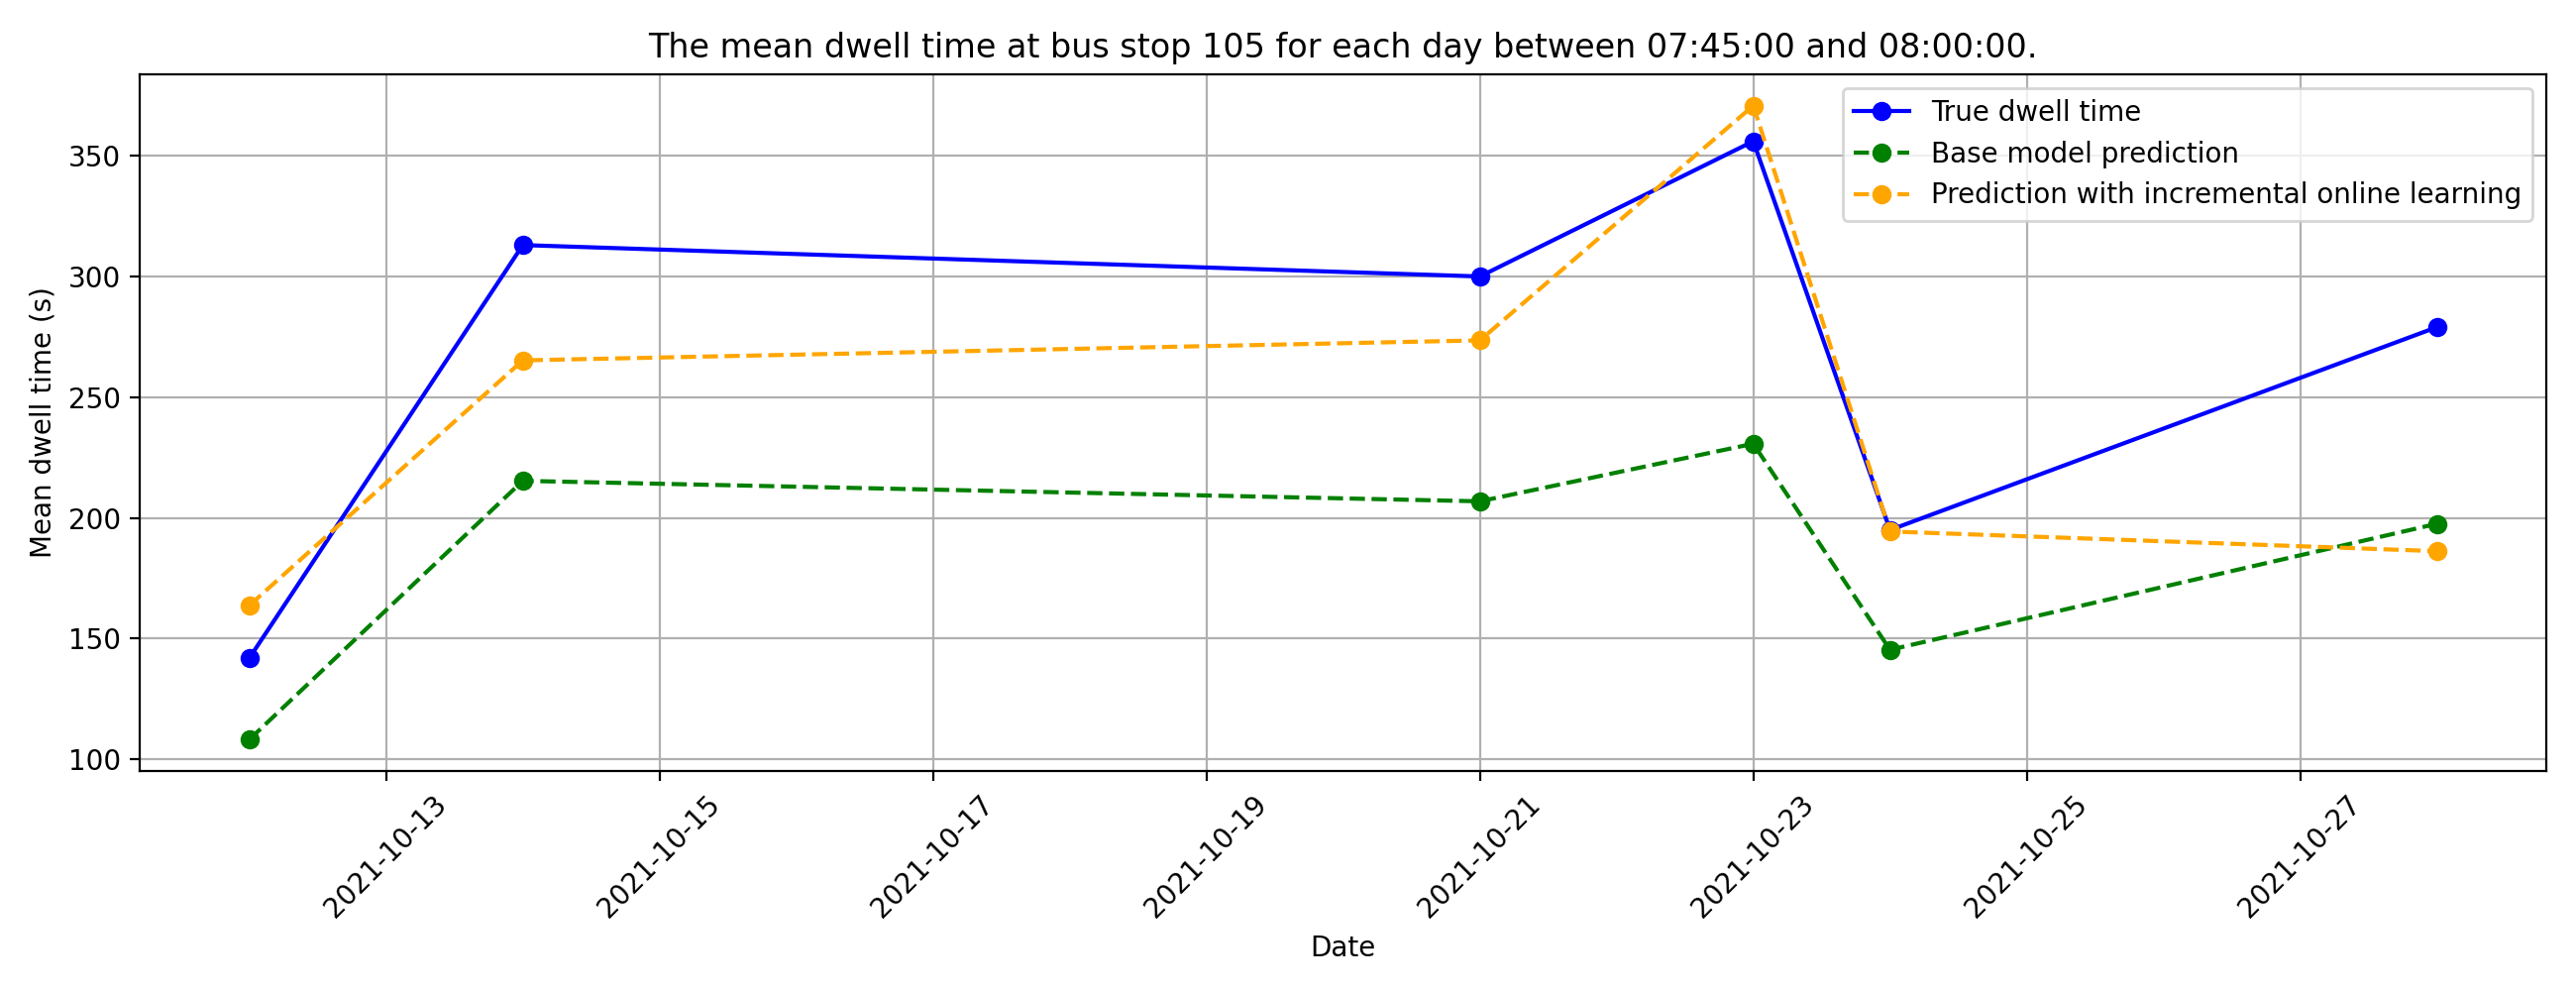 The mean dwell time at bus stop 105 for each day between 07:45:00 and 08:00:00.
True dwell time
Base model prediction
Prediction with incremental online learning
Mean dwell time (s)
350
300
250
200
150
100
2021-10-13
2021-10-15
2021-10-17
2021-10-19
2021-10-21
2021-10-23
2021-10-25
2021-10-27
Date